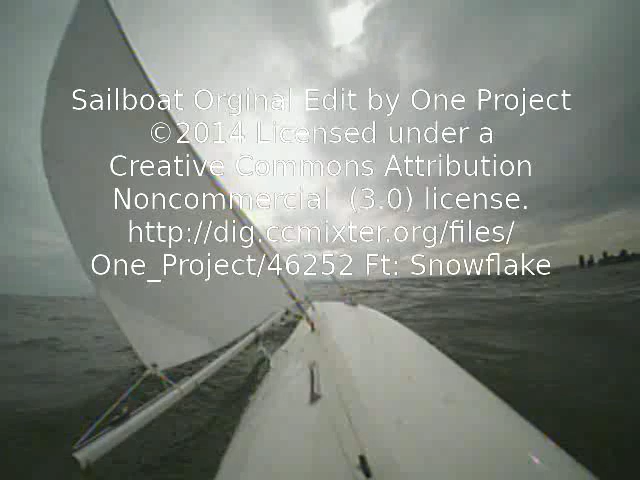 Sailboat Orginal Edit by One Project
©2014 Licensed under a
Creative Commons Attribution
Noncommercial  (3.0) license.
http://dig.ccmixter.org/files/
One_Project/46252 Ft: Snowflake